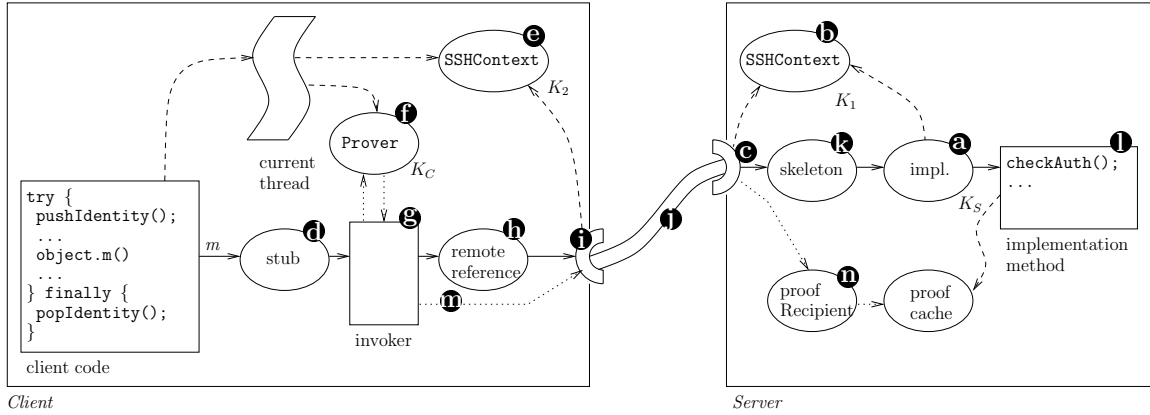 e
SSHContext
K2
f
Prover
KC
current
thread
try {
pushIdentity();
...
object.m()
...
} finally {
popIdentity();
}
client code
m
d
stub
g
invoker
h
remote
reference
m
i
j
Client
b
SSHContext
K1
c
k
skeleton
a
impl.
l
checkAuth();
...
KS
implementation
method
n
proof
Recipient
proof
cache
Server